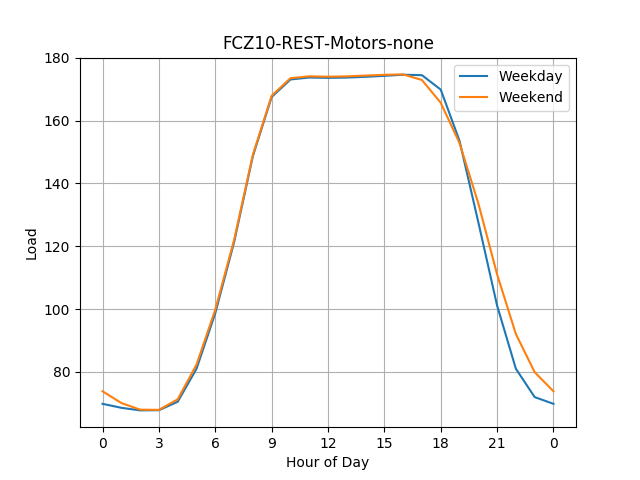 FCZ10-REST-Motors-none
180
160
140
120
100
80
Load
Weekday
Weekend
0 3 6 9 12 15 18 21 0
Hour of Day